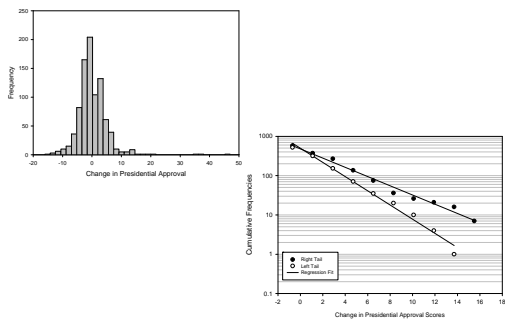 250
200
150
100
50
0
Frequency
-20 -10 0 10 20 30 40 50
Change in Presidential Approval
1000
100
10
1
0.1
Cumulative Frequencies
Right Tail
Left Tail
Regression Fit
-2 0 2 4 6 8 10 12 14 16 18
Change in Presidential Approval Scores